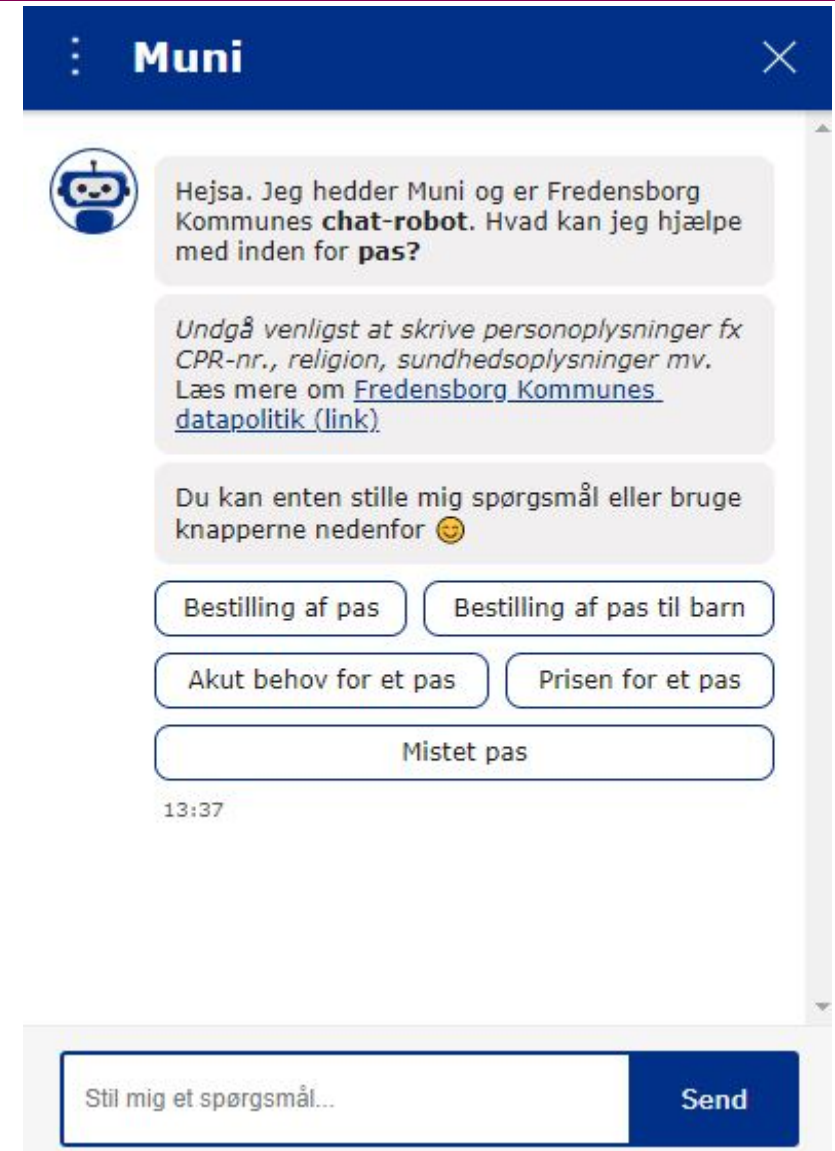 Muni
Hejsa. Jeg hedder Muni og er Fredensborg
Kommunes chat-robot. Hvad kan jeg hjælpe
med inden for pas?
Undgå venligst at skrive personoplysninger fx
CPR-nr., religion, sundhedsoplysninger mv.
Læs mere om Fredensborg Kommunes
datapolitik (link)
Du kan enten stille mig spørgsmål eller bruge
knapperne nedenfor 😊
Bestilling af pas
Bestilling af pas til barn
Akut behov for et pas
Prisen for et pas
Mistet pas
13:37
Stil mig et spørgsmål...
Send